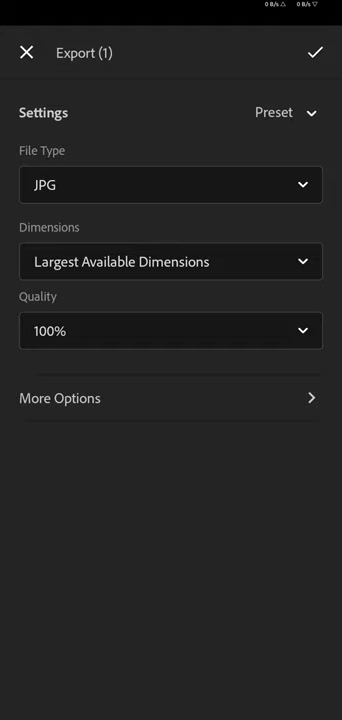 0 B/s △ 0 B/s ▽
Export (1)
Settings
Preset
File Type
JPG
Dimensions
Largest Available Dimensions
Quality
100%
More Options